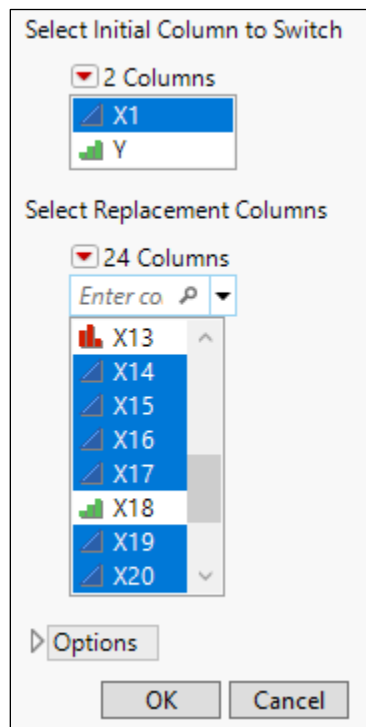 Select Initial Column to Switch
2 Columns
X1
Y
Select Replacement Columns
24 Columns
Enter co.
X13
X14
X15
X16
X17
X18
X19
X20
Options
OK Cancel